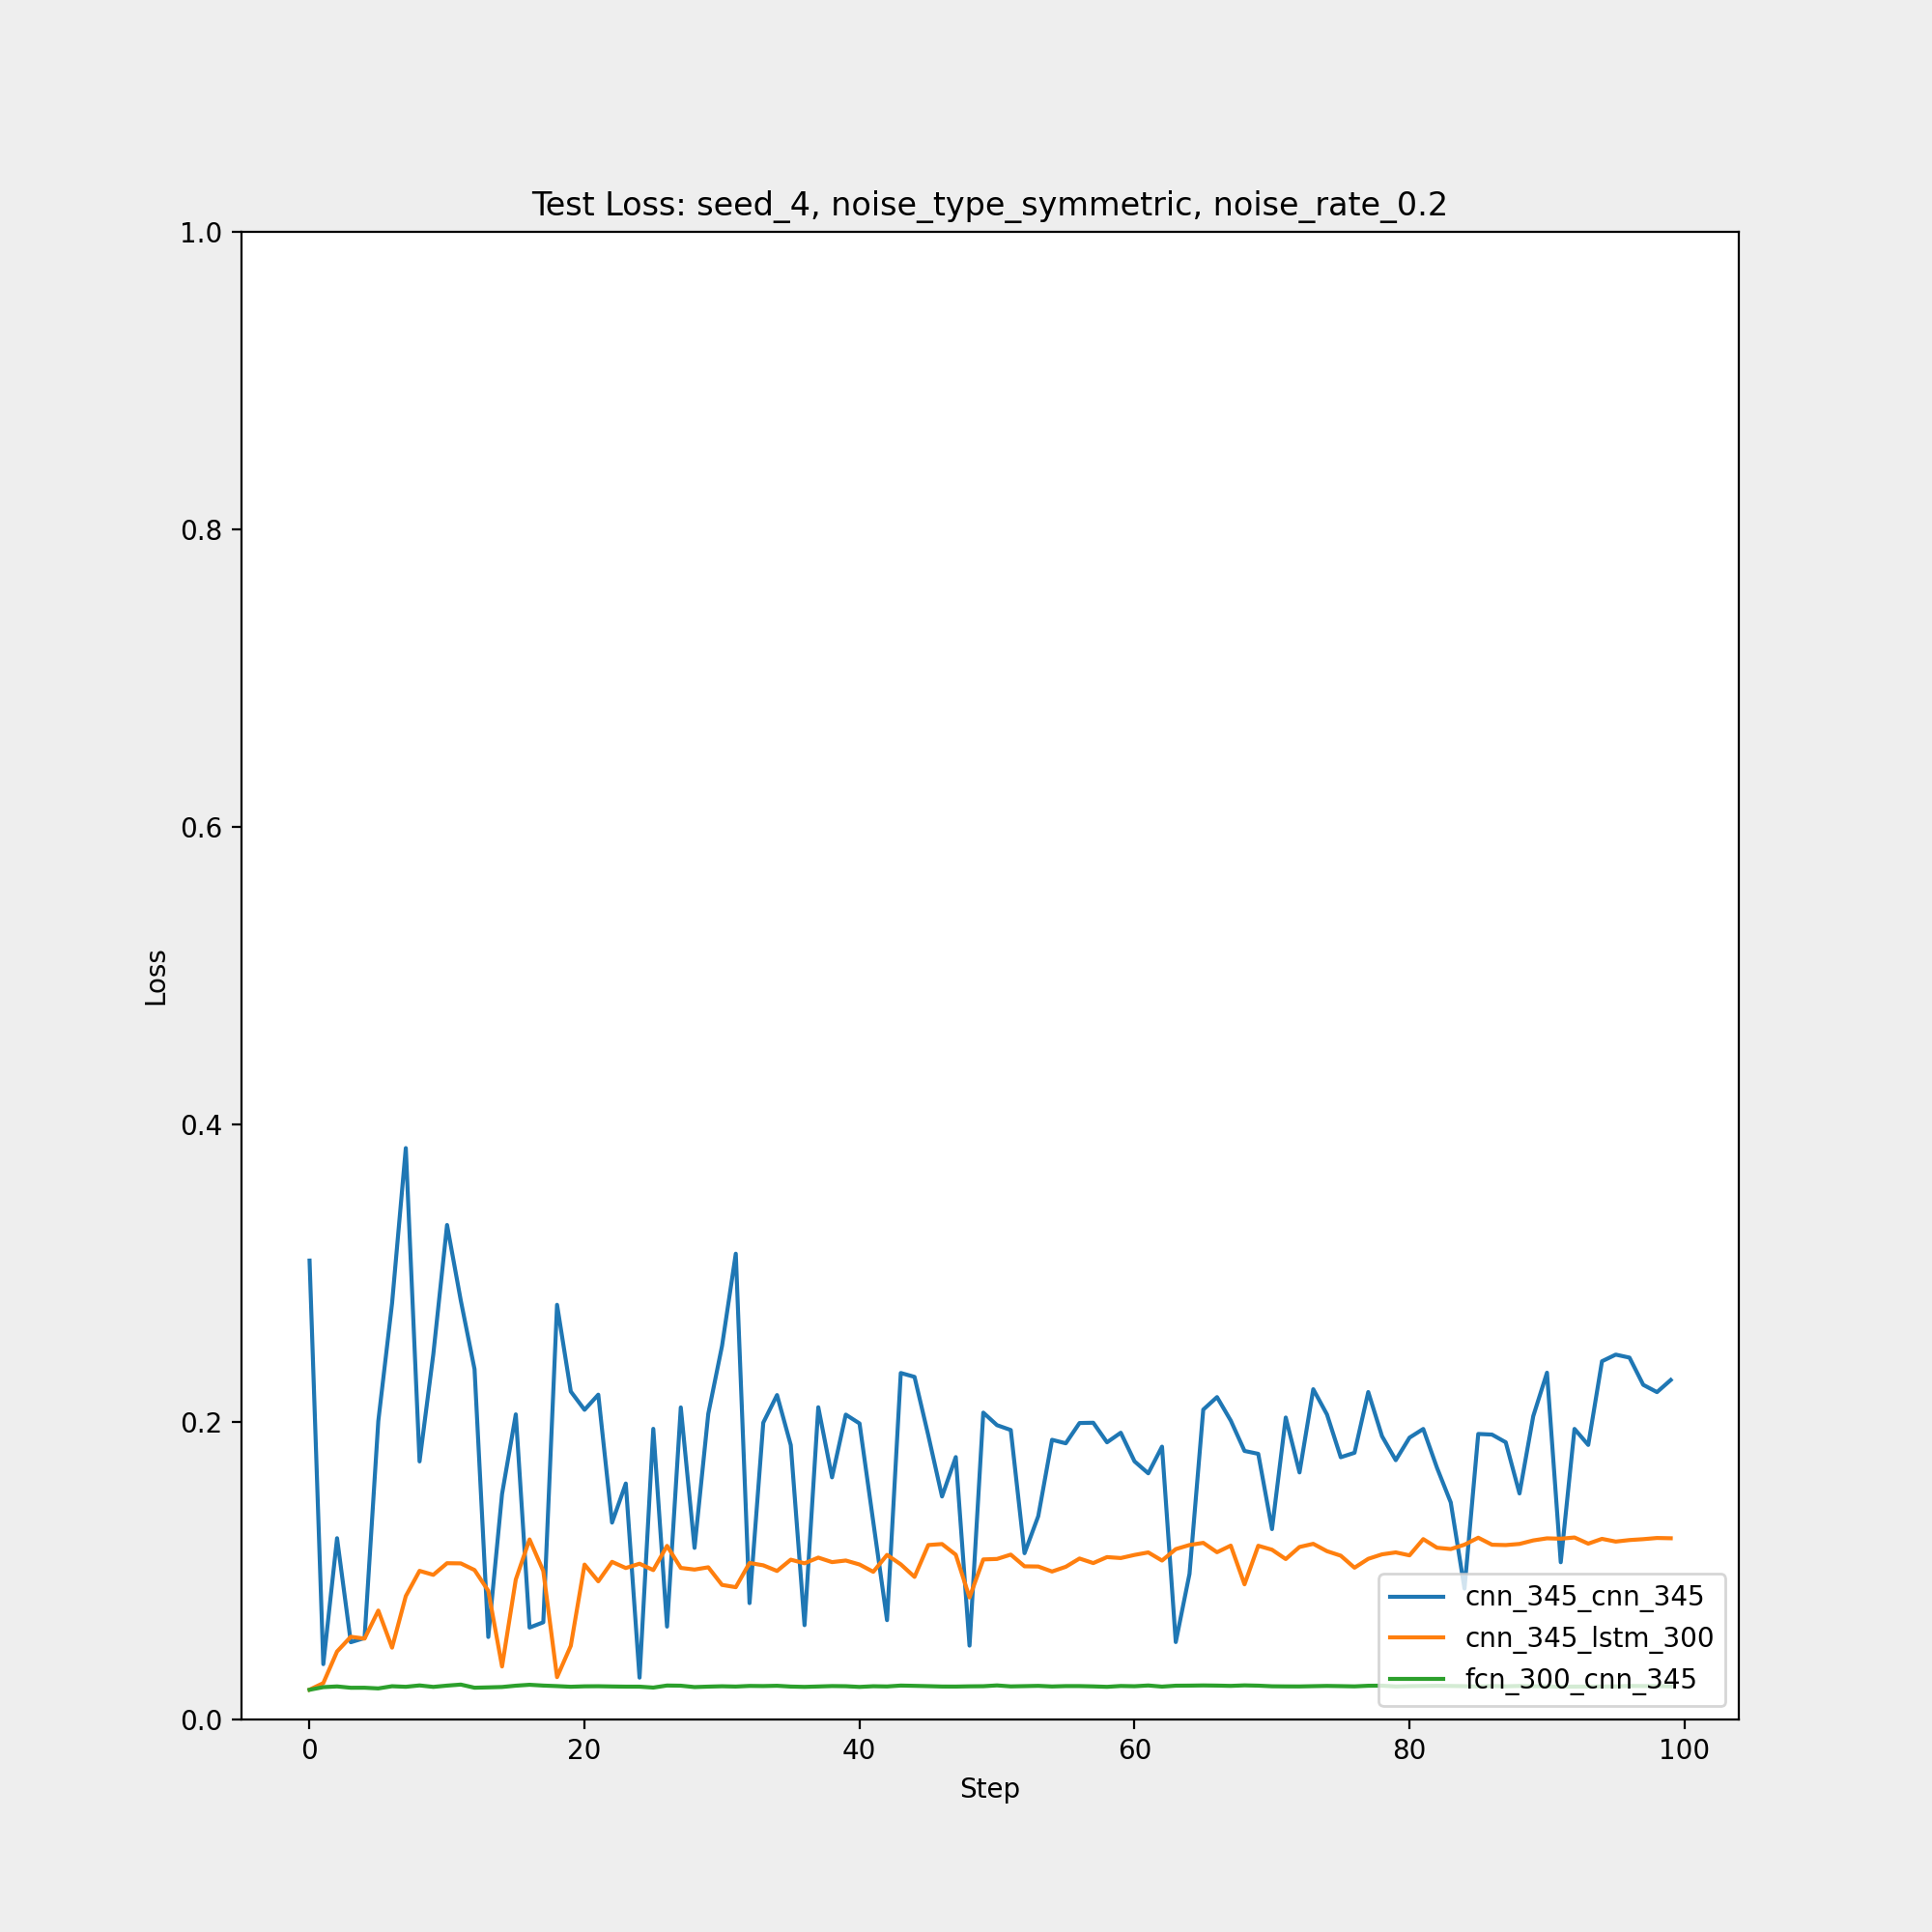 Test Loss: seed_4, noise_type_symmetric, noise_rate_0.2
1.0
0.8
0.6
0.4
0.2
0.0
Loss
0 20 40 60 80 100
Step
cnn_345_cnn_345
cnn_345_lstm_300
fcn_300_cnn_345